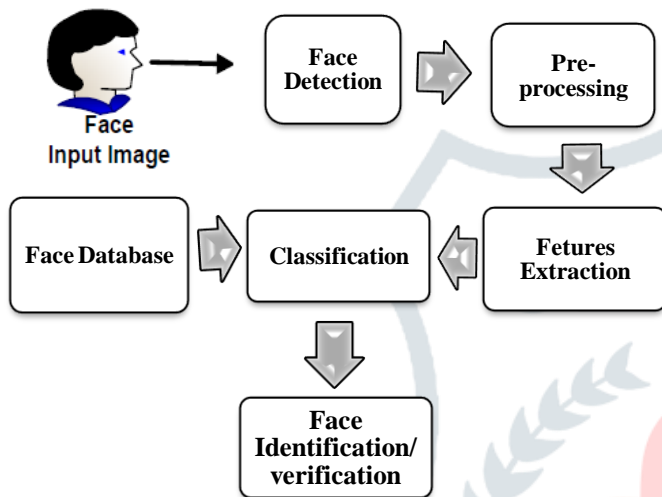 Face
Detection
Pre-
processing
Face
Input Image
Face Database
Classification
Fetures
Extraction
Face
Identification/
verification